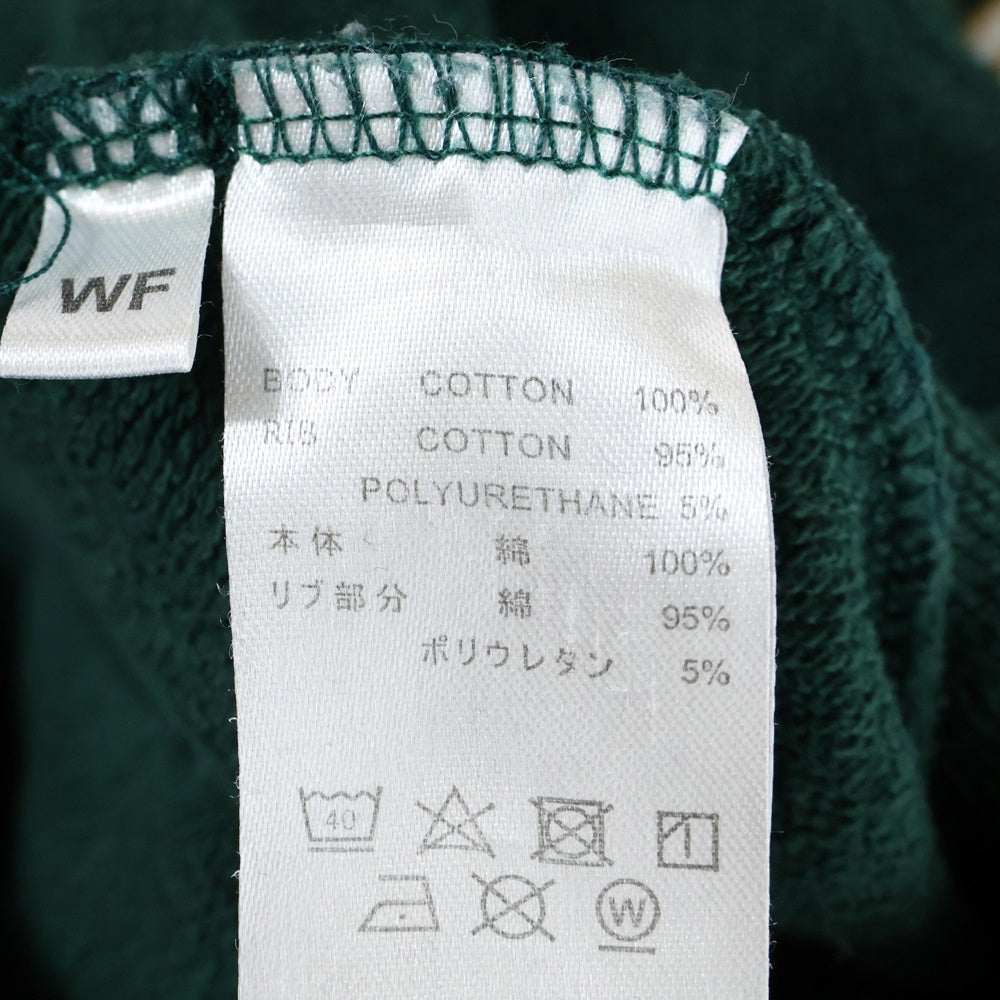 WF
BODY COTTON 100%
RIB COTTON 95%
POLYURETHANE 5%
本体 綿 100%
リブ部分 綿 95%
ポリウレタン 5%
40
W